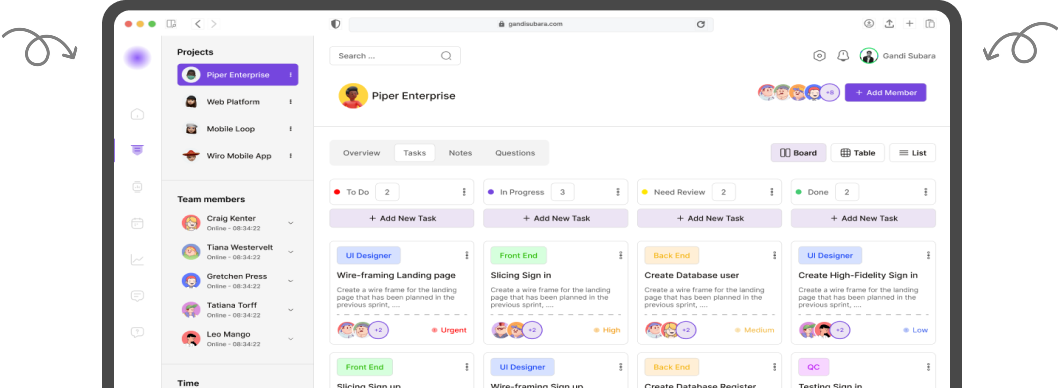 gandisubara.com
Projects
Piper Enterprise
Web Platform
Mobile Loop
Wiro Mobile App
Team members
Craig Kenter
Online - 08:34:22
Tiana Westervelt
Online - 08:34:22
Gretchen Press
Online - 08:34:22
Tatiana Torff
Online - 08:34:22
Leo Mango
Online - 08:34:22
Time
Search ...
Gandi Subara
Piper Enterprise
+9
+ Add Member
Overview Tasks Notes Questions
Board Table List
To Do 2
+ Add New Task
UI Designer
Wire-framing Landing page
Create a wire frame for the landing
page that has been planned in the
previous sprint, ....
+2
Urgent
Front End
Slicing Sign up
In Progress 3
+ Add New Task
Front End
Slicing Sign in
Create a wire frame for the landing
page that has been planned in the
previous sprint, ....
+2
High
UI Designer
Wire-framing Sign up
Need Review 2
+ Add New Task
Back End
Create Database user
Create a wire frame for the landing
page that has been planned in the
previous sprint, ....
+2
Medium
Back End
Create Database Register
Done 2
+ Add New Task
UI Designer
Create High-Fidelity Sign in
Create a wire frame for the landing
page that has been planned in the
previous sprint, ....
+2
Low
QC
Testing Sign in